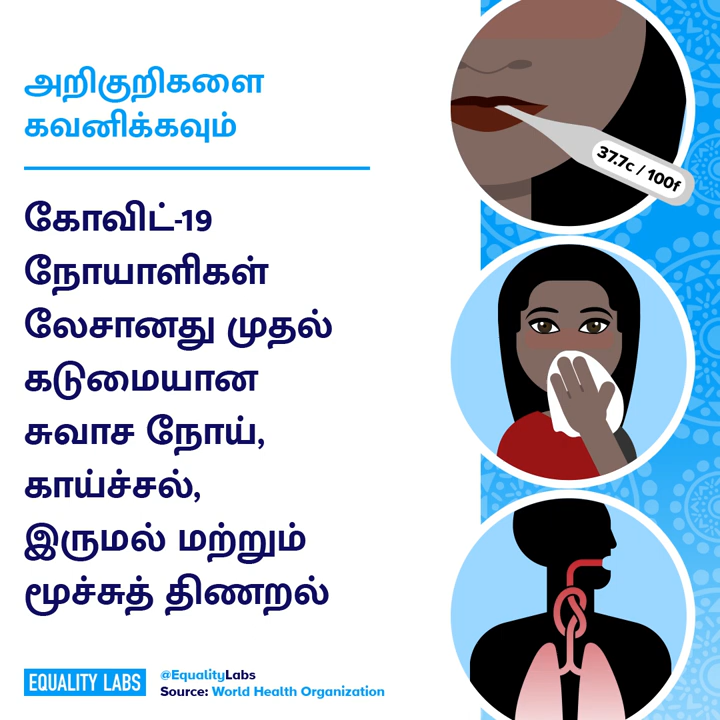 அறிகுறிகளை
கவனிக்கவும்
கோவிட்-19
நோயாளிகள்
லேசானது முதல்
கடுமையான
சுவாச நோய்,
காய்ச்சல்,
இருமல் மற்றும்
மூச்சுத் திணறல்
37.7c / 100f
EQUALITY LABS
@EqualityLabs
Source: World Health Organization